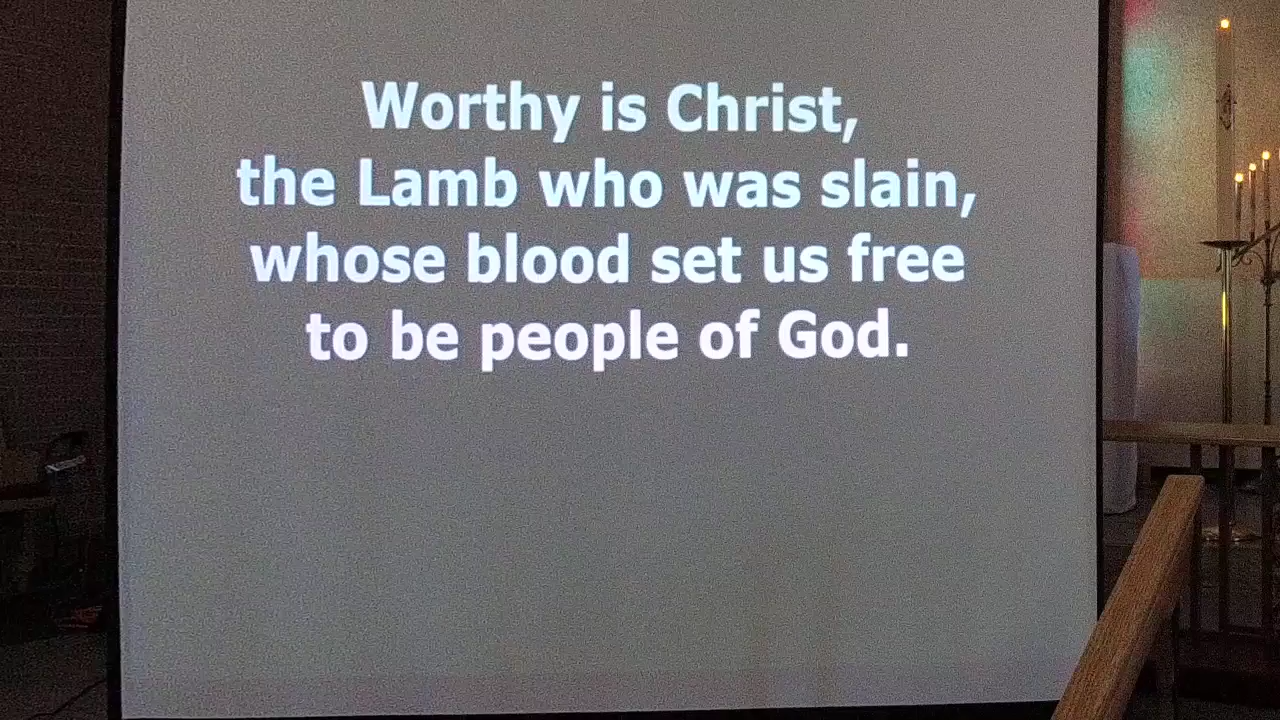 Worthy is Christ,
the Lamb who was slain,
whose blood set us free
to be people of God.